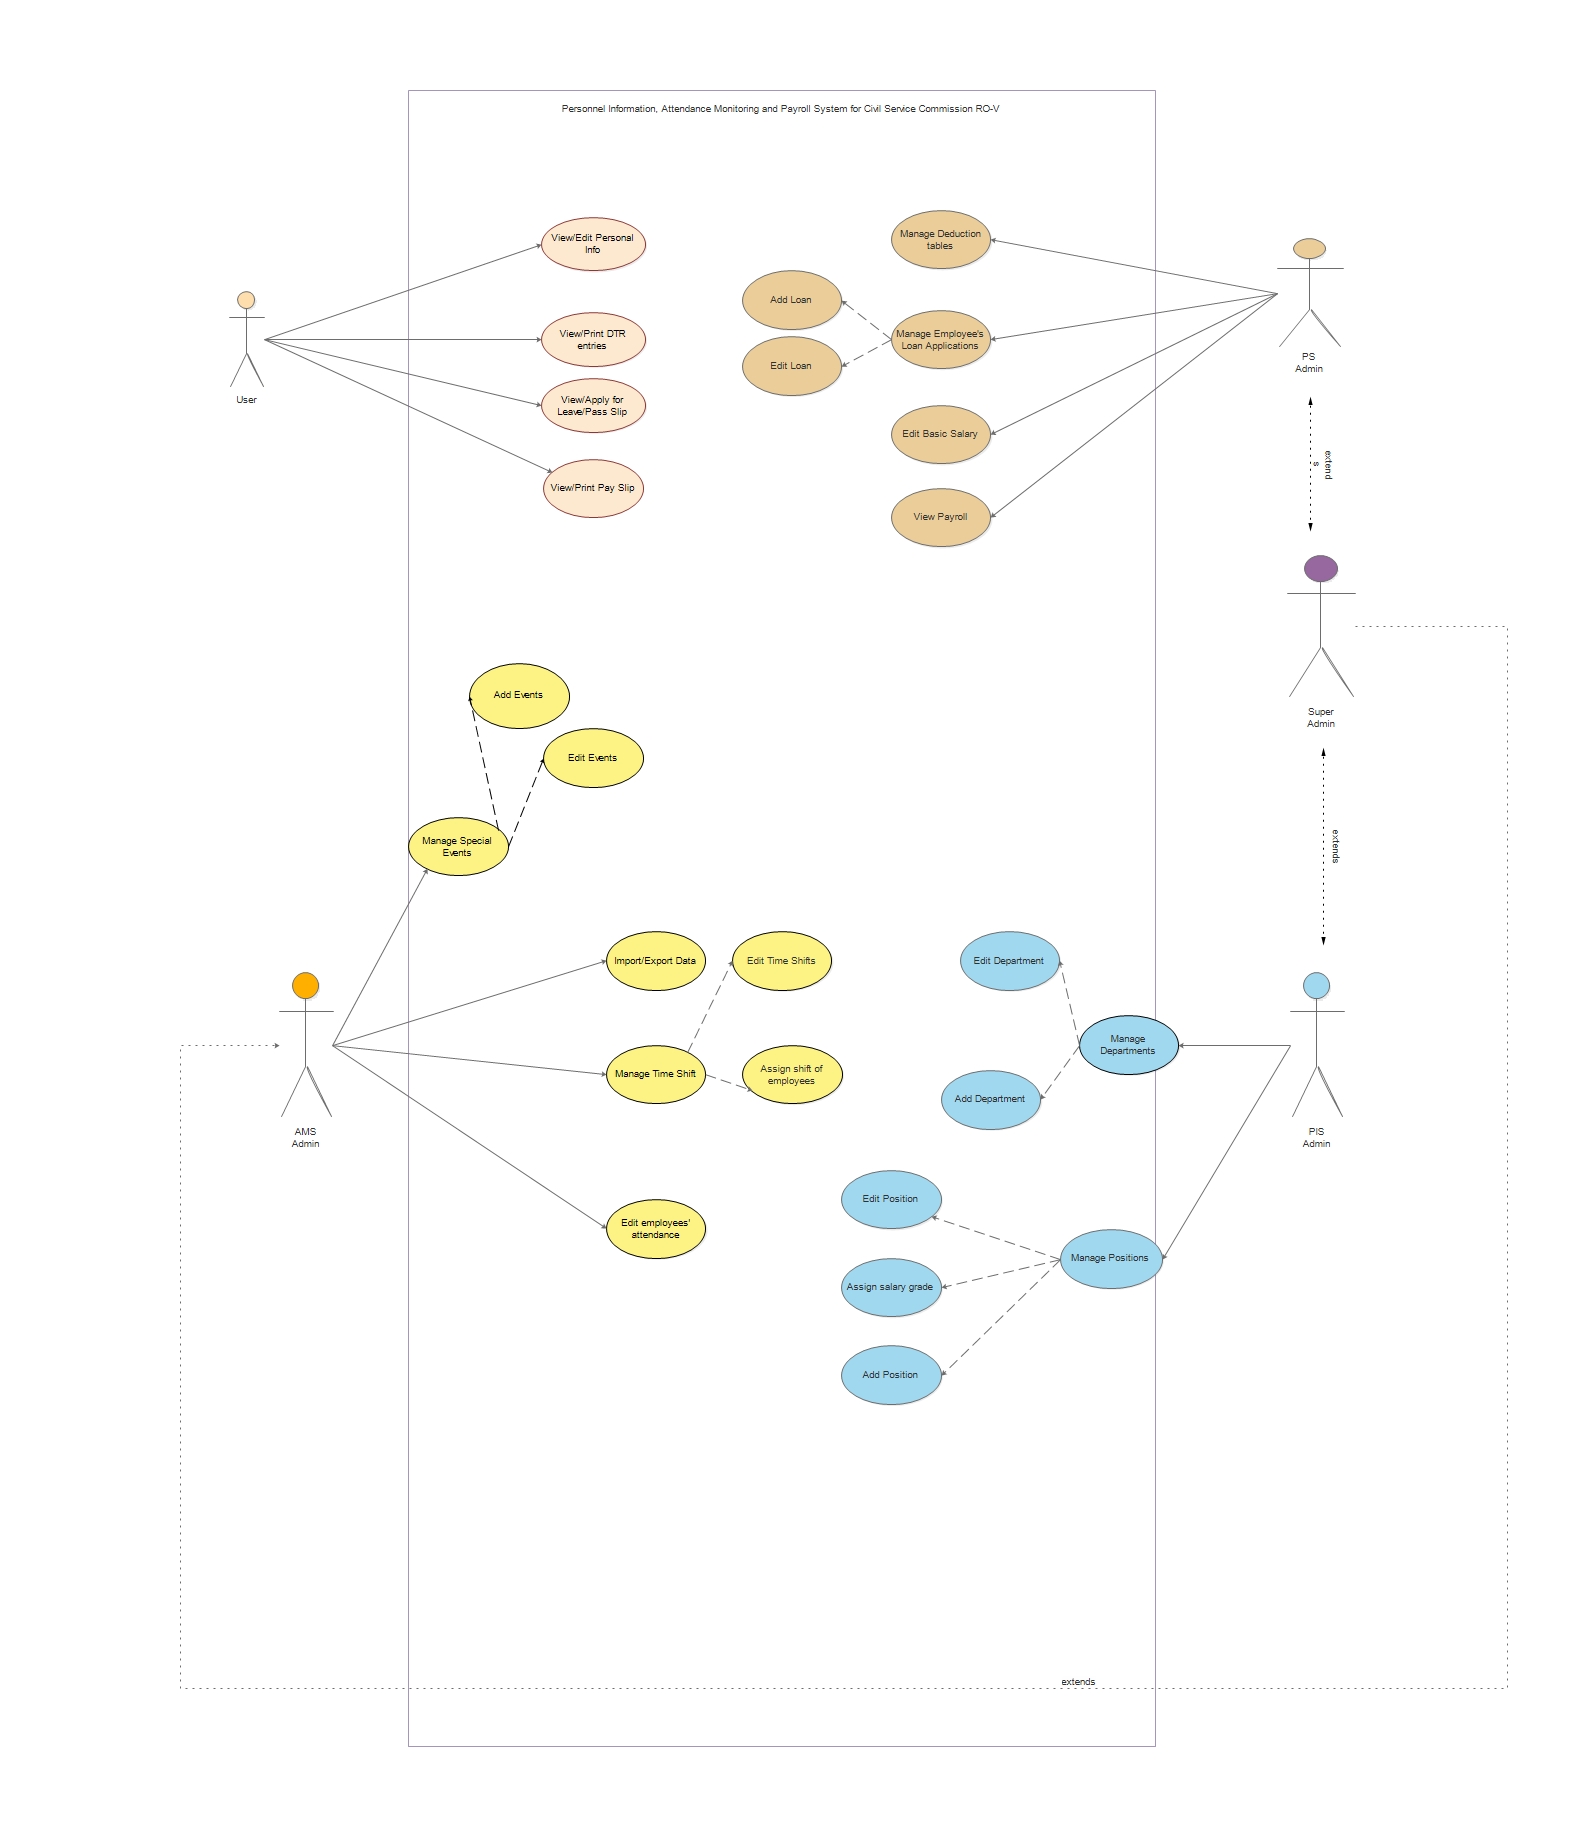 Personnel Information, Attendance Monitoring and Payroll System for Civil Service Commission RO-V
View/Edit Personal
Info
View/Print DTR
entries
View/Apply for
Leave/Pass Slip
View/Print Pay Slip
User
Manage Deduction
tables
Add Loan
Manage Employee's
Loan Applications
Edit Loan
Edit Basic Salary
View Payroll
PS
Admin
extend
s
Super
Admin
extends
Add Events
Edit Events
Manage Special
Events
Import/Export Data
Edit Time Shifts
Manage Time Shift
Assign shift of
employees
Edit employees'
attendance
AMS
Admin
Edit Department
Manage
Departments
Add Department
PIS
Admin
Edit Position
Manage Positions
Assign salary grade
Add Position
extends